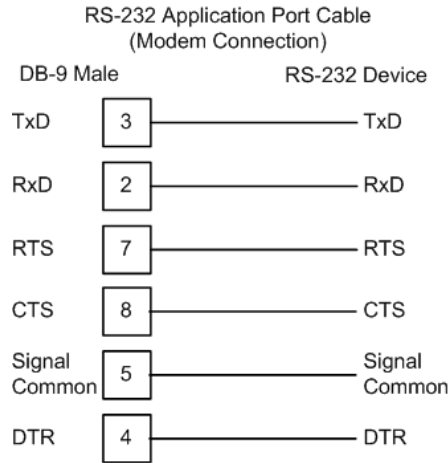 RS-232 Application Port Cable
(Modem Connection)
DB-9 Male RS-232 Device
TxD 3 TxD
RxD 2 RxD
RTS 7 RTS
CTS 8 CTS
Signal Common 5 Signal Common
DTR 4 DTR